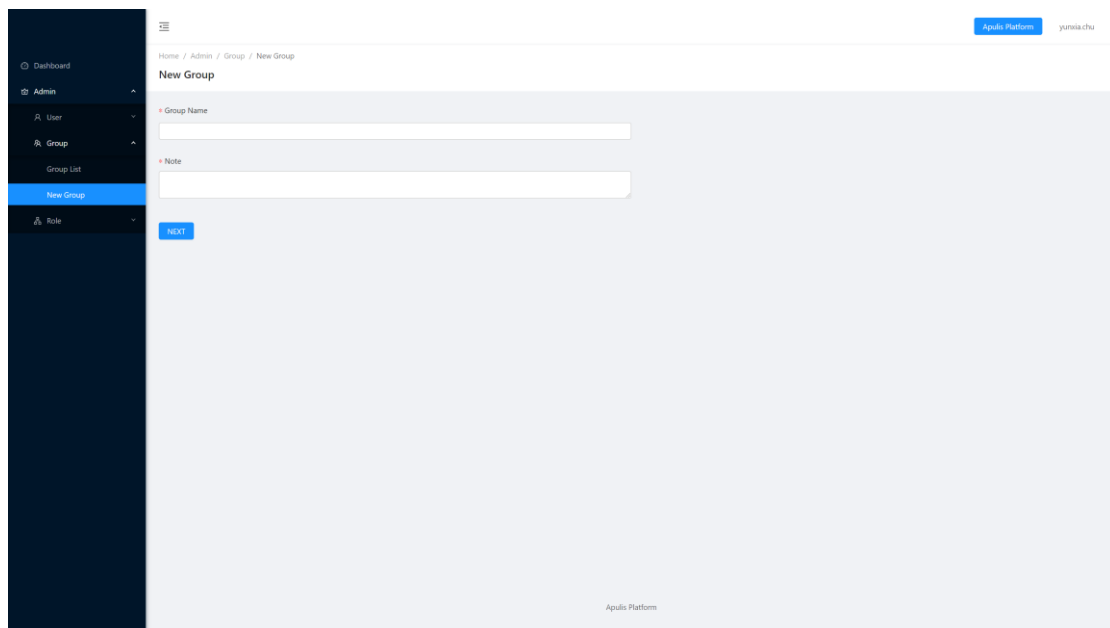 Apulis Platform yunxia.chu
Home / Admin / Group / New Group
New Group
Dashboard
Admin
User
Group
Group List
New Group
Role
* Group Name
* Note
NEXT
Apulis Platform